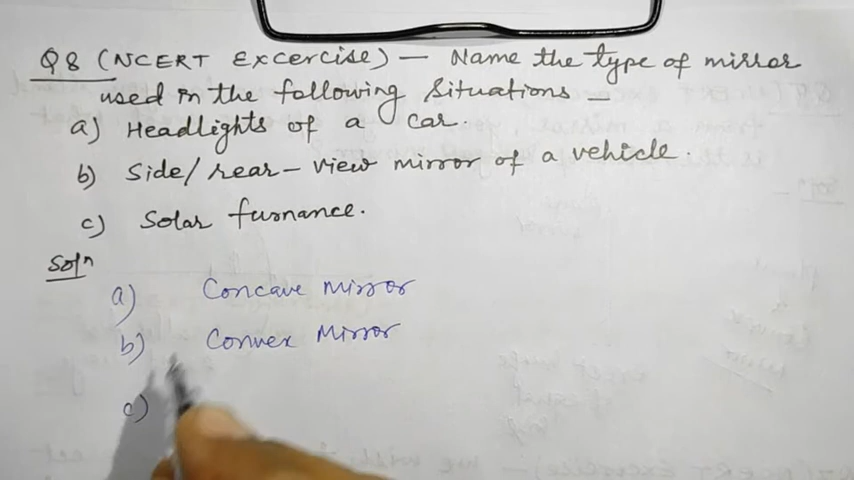 Q8 (NCERT Excercise) — Name the type of mirror
used in the following situations —
a) Headlights of a car.
b) Side/rear-view mirror of a vehicle.
c) Solar furnance.
Solⁿ
a) Concave mirror
b) Convex Mirror
c)